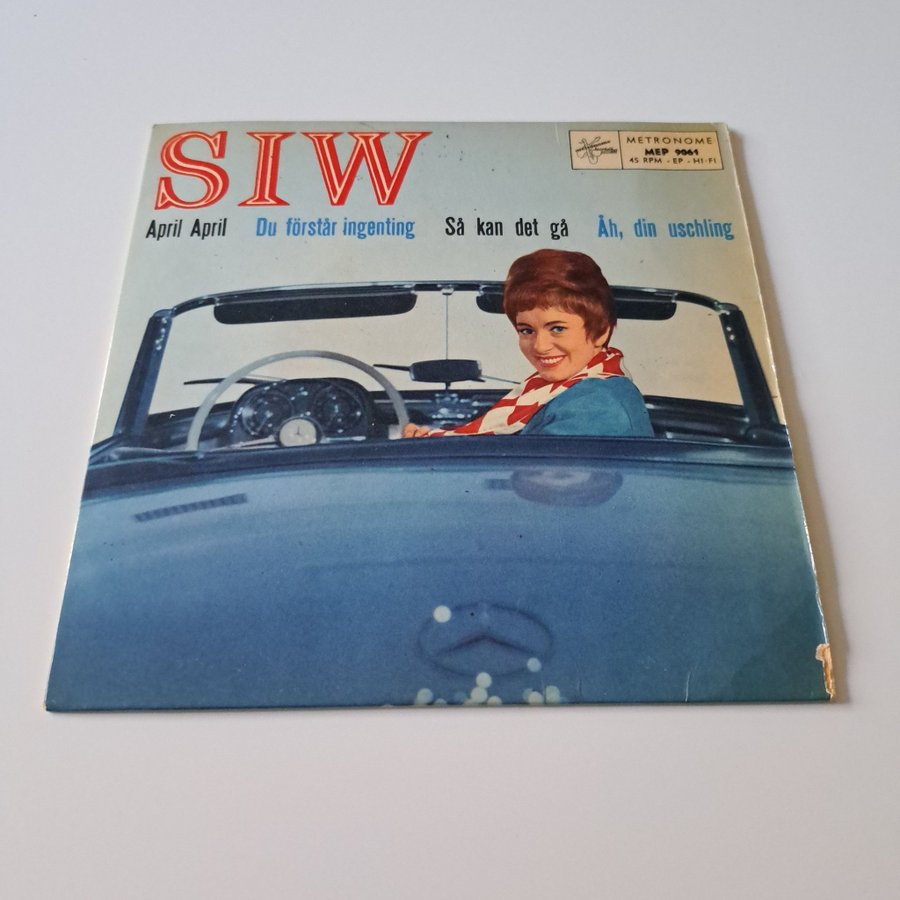 SIW
METRONOME
MEP 9061
45 RPM - EP - HI-FI
April April Du förstår ingenting Så kan det gå Åh, din uschling